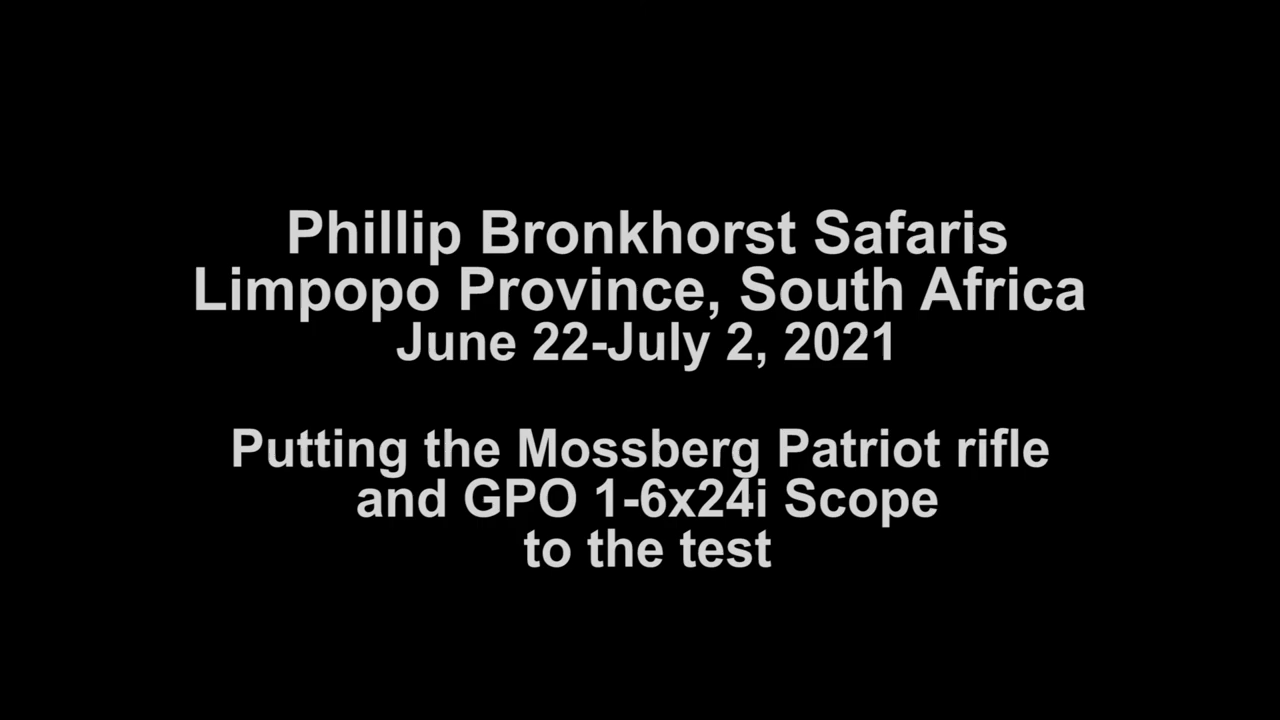 Phillip Bronkhorst Safaris
Limpopo Province, South Africa
June 22-July 2, 2021
Putting the Mossberg Patriot rifle
and GPO 1-6x24i Scope
to the test